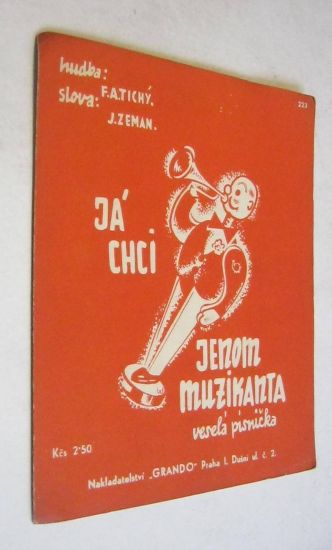 hudba: F.A.TICHÝ.
223
slova: J.ZEMAN.
JÁ
CHCI
JENOM
MUZIKANTA
veselá písnička
Kčs 2·50
Nakladatelství „GRANDO" Praha I. Dušní ul. č. 2.